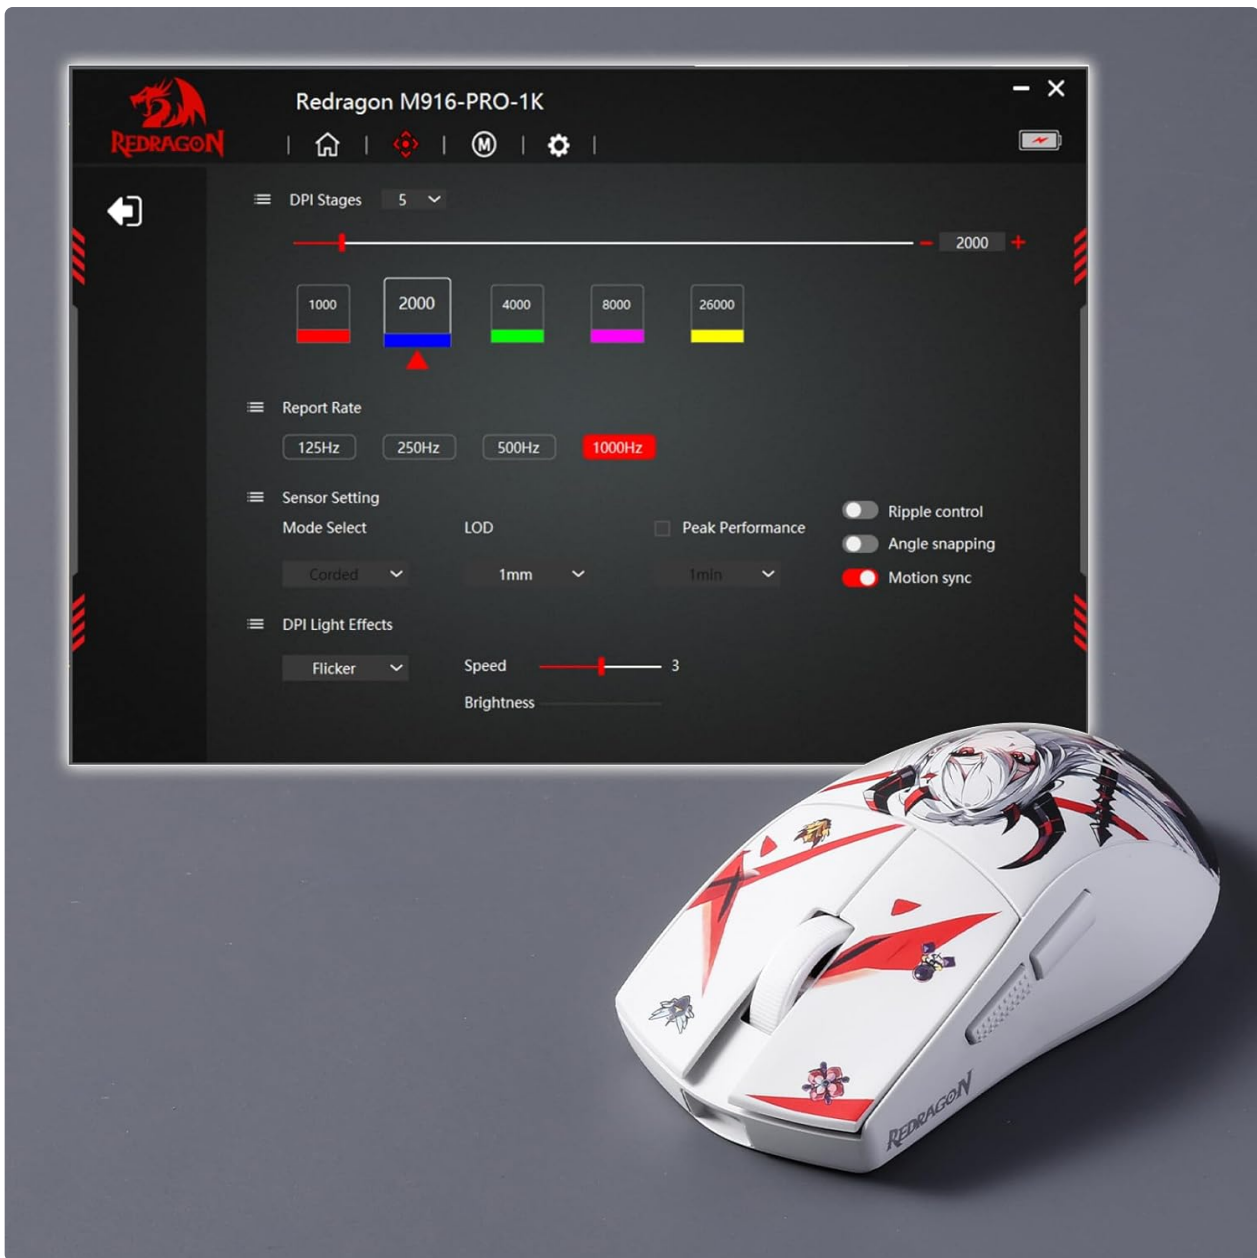 REDRAGON
Redragon M916-PRO-1K
M
DPI Stages 5
2000
1000 2000 4000 8000 26000
Report Rate
125Hz 250Hz 500Hz 1000Hz
Sensor Setting
Mode Select LOD Peak Performance
Corded 1mm 1min
Ripple control
Angle snapping
Motion sync
DPI Light Effects
Flicker Speed 3
Brightness
REDRAGON